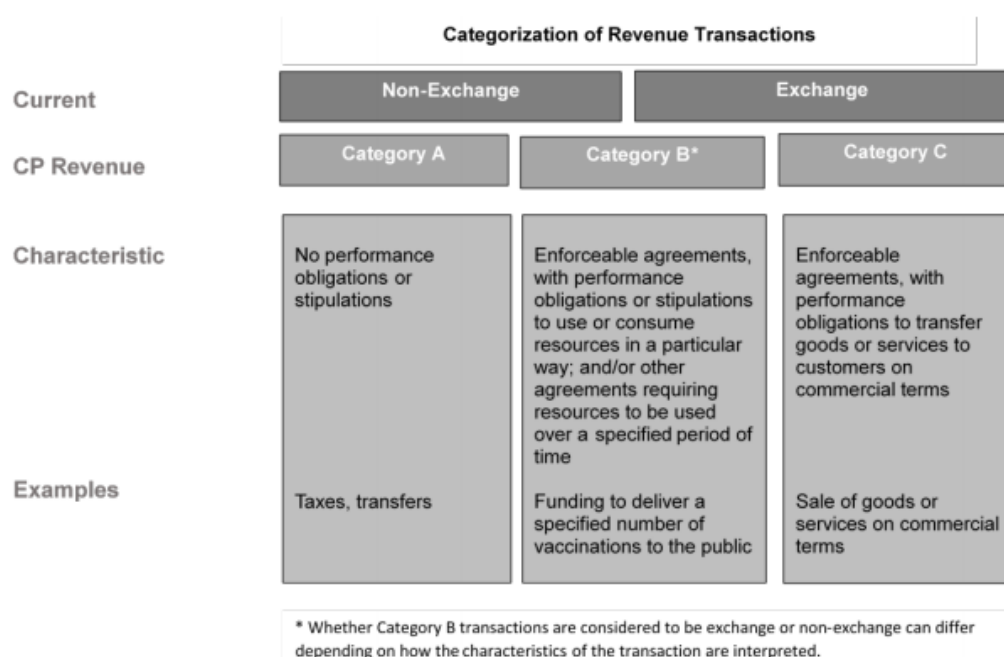 Categorization of Revenue Transactions
Current
Non-Exchange
Exchange
CP Revenue
Category A
Category B*
Category C
Characteristic
No performance
obligations or
stipulations
Enforceable agreements,
with performance
obligations or stipulations
to use or consume
resources in a particular
way; and/or other
agreements requiring
resources to be used
over a specified period of
time
Enforceable
agreements, with
performance
obligations to transfer
goods or services to
customers on
commercial terms
Examples
Taxes, transfers
Funding to deliver a
specified number of
vaccinations to the public
Sale of goods or
services on commercial
terms
* Whether Category B transactions are considered to be exchange or non-exchange can differ
depending on how the characteristics of the transaction are interpreted.